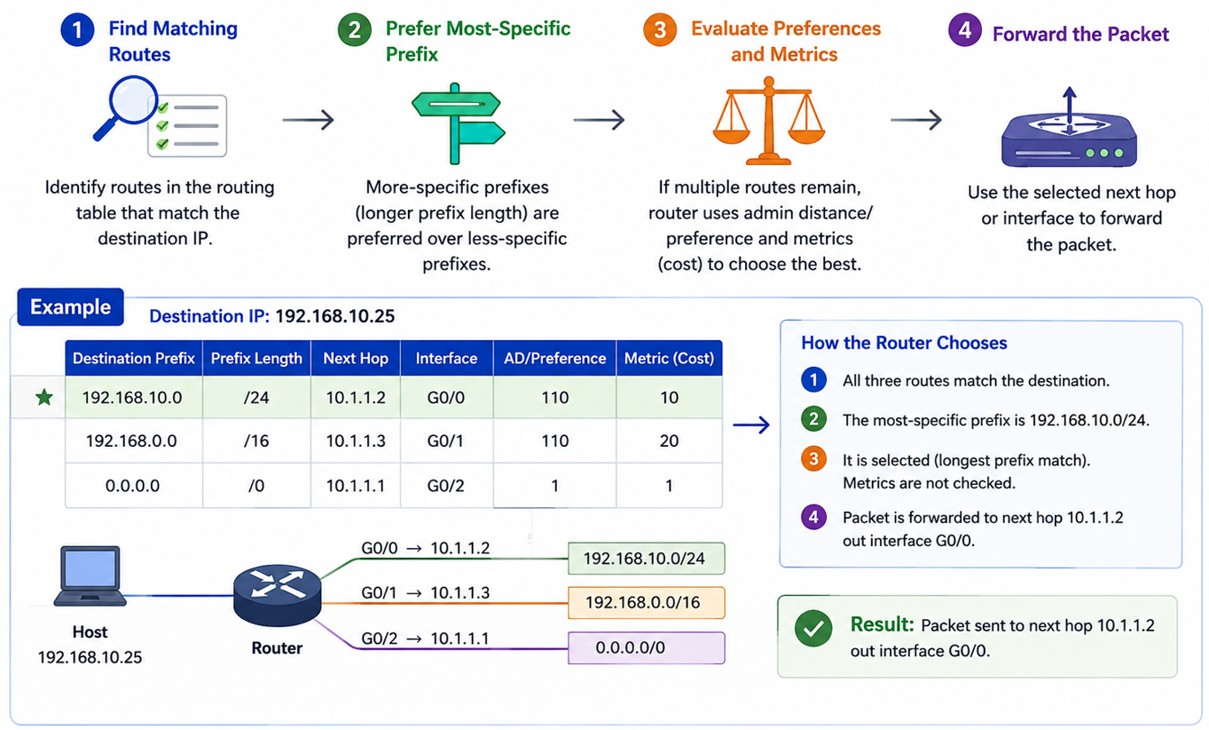 1 Find Matching
Routes
Identify routes in the routing
table that match the
destination IP.
2 Prefer Most-Specific
Prefix
More-specific prefixes
(longer prefix length) are
preferred over less-specific
prefixes.
3 Evaluate Preferences
and Metrics
If multiple routes remain,
router uses admin distance/
preference and metrics
(cost) to choose the best.
4 Forward the Packet
Use the selected next hop
or interface to forward
the packet.
Example
Destination IP: 192.168.10.25
Destination Prefix Prefix Length Next Hop Interface AD/Preference Metric (Cost)
192.168.10.0 /24 10.1.1.2 G0/0 110 10
192.168.0.0 /16 10.1.1.3 G0/1 110 20
0.0.0.0 /0 10.1.1.1 G0/2 1 1
How the Router Chooses
1 All three routes match the destination.
2 The most-specific prefix is 192.168.10.0/24.
3 It is selected (longest prefix match).
Metrics are not checked.
4 Packet is forwarded to next hop 10.1.1.2
out interface G0/0.
Host
192.168.10.25
Router
G0/0 → 10.1.1.2
192.168.10.0/24
G0/1 → 10.1.1.3
192.168.0.0/16
G0/2 → 10.1.1.1
0.0.0.0/0
Result: Packet sent to next hop 10.1.1.2
out interface G0/0.